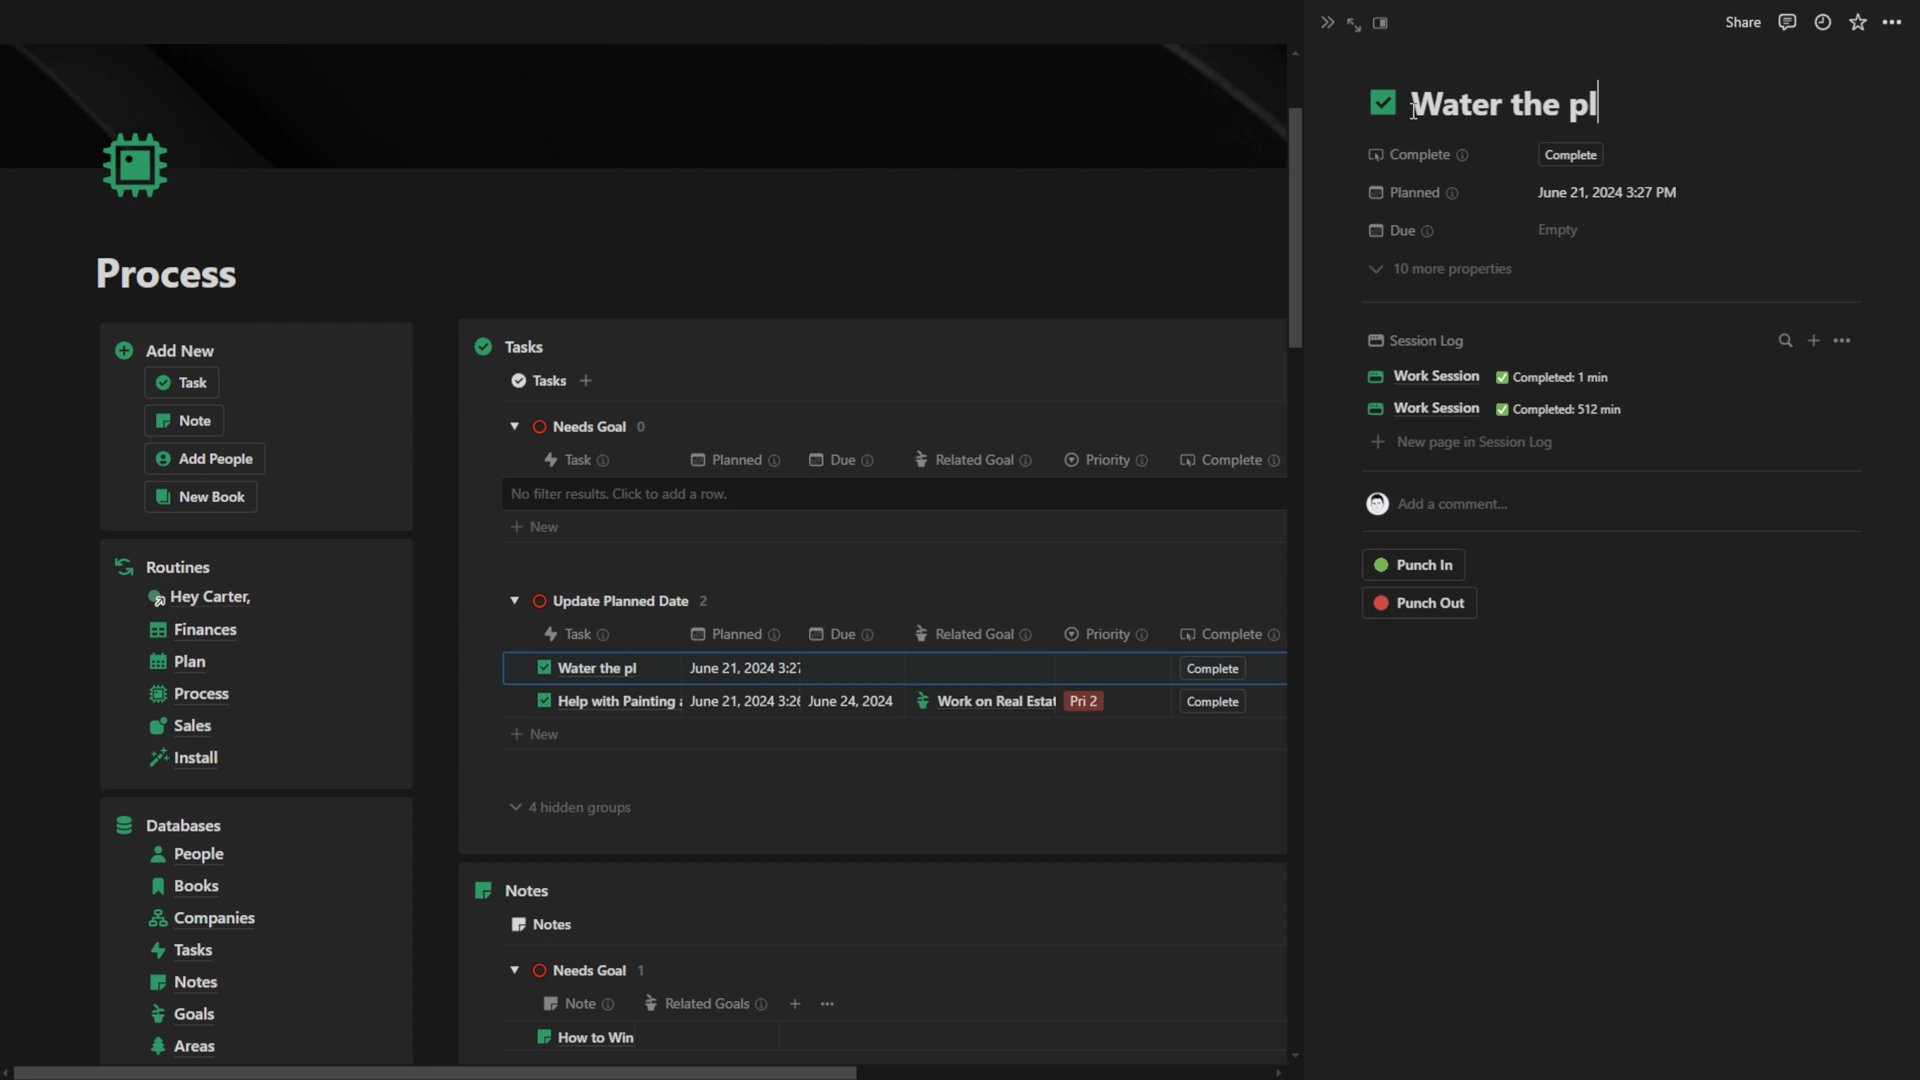 Share
Water the pl
Complete Complete
Planned June 21, 2024 3:27 PM
Due Empty
10 more properties
Session Log
Work Session Completed: 1 min
Work Session Completed: 512 min
New page in Session Log
Add a comment...
Punch In
Punch Out
Process
Add New
Task
Note
Add People
New Book
Routines
Hey Carter,
Finances
Plan
Process
Sales
Install
Databases
People
Books
Companies
Tasks
Notes
Goals
Areas
Tasks
Tasks
Needs Goal 0
Task Planned Due Related Goal Priority Complete
No filter results. Click to add a row.
New
Update Planned Date 2
Task Planned Due Related Goal Priority Complete
Water the pl June 21, 2024 3:27 Complete
Help with Painting June 21, 2024 3:26 June 24, 2024 Work on Real Estat Pri 2 Complete
New
4 hidden groups
Notes
Notes
Needs Goal 1
Note Related Goals
How to Win